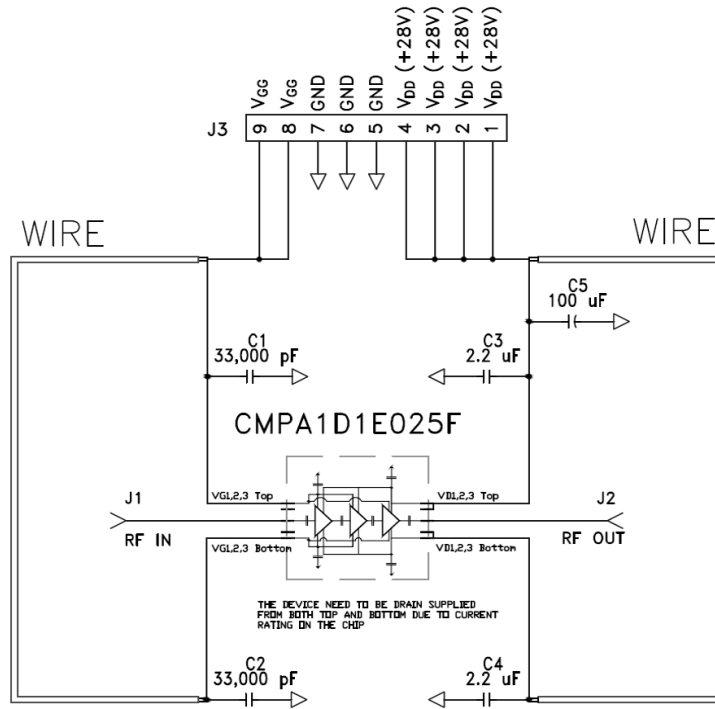 VGG
VGG
GND
GND
GND
VDD (+28V)
VDD (+28V)
VDD (+28V)
VDD (+28V)
J3
9 8 7 6 5 4 3 2 1
WIRE
WIRE
C5
100 uF
C1
33,000 pF
C3
2.2 uF
CMPA1D1E025F
VG1,2,3 Top
VD1,2,3 Top
J1
J2
RF IN
RF OUT
VG1,2,3 Bottom
VD1,2,3 Bottom
THE DEVICE NEED TO BE DRAIN SUPPLIED
FROM BOTH TOP AND BOTTOM DUE TO CURRENT
RATING ON THE CHIP
C2
33,000 pF
C4
2.2 uF